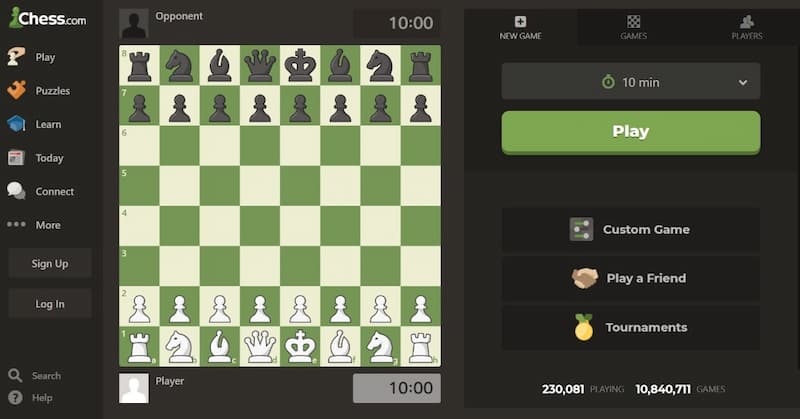 Chess.com
Play
Puzzles
Learn
Today
Connect
More
Sign Up
Log In
Search
Help
Opponent
10:00
8
7
6
5
4
3
2
1
a
c
d
e
f
g
h
Player
10:00
NEW GAME
GAMES
PLAYERS
10 min
Play
Custom Game
Play a Friend
Tournaments
230,081 PLAYING 10,840,711 GAMES